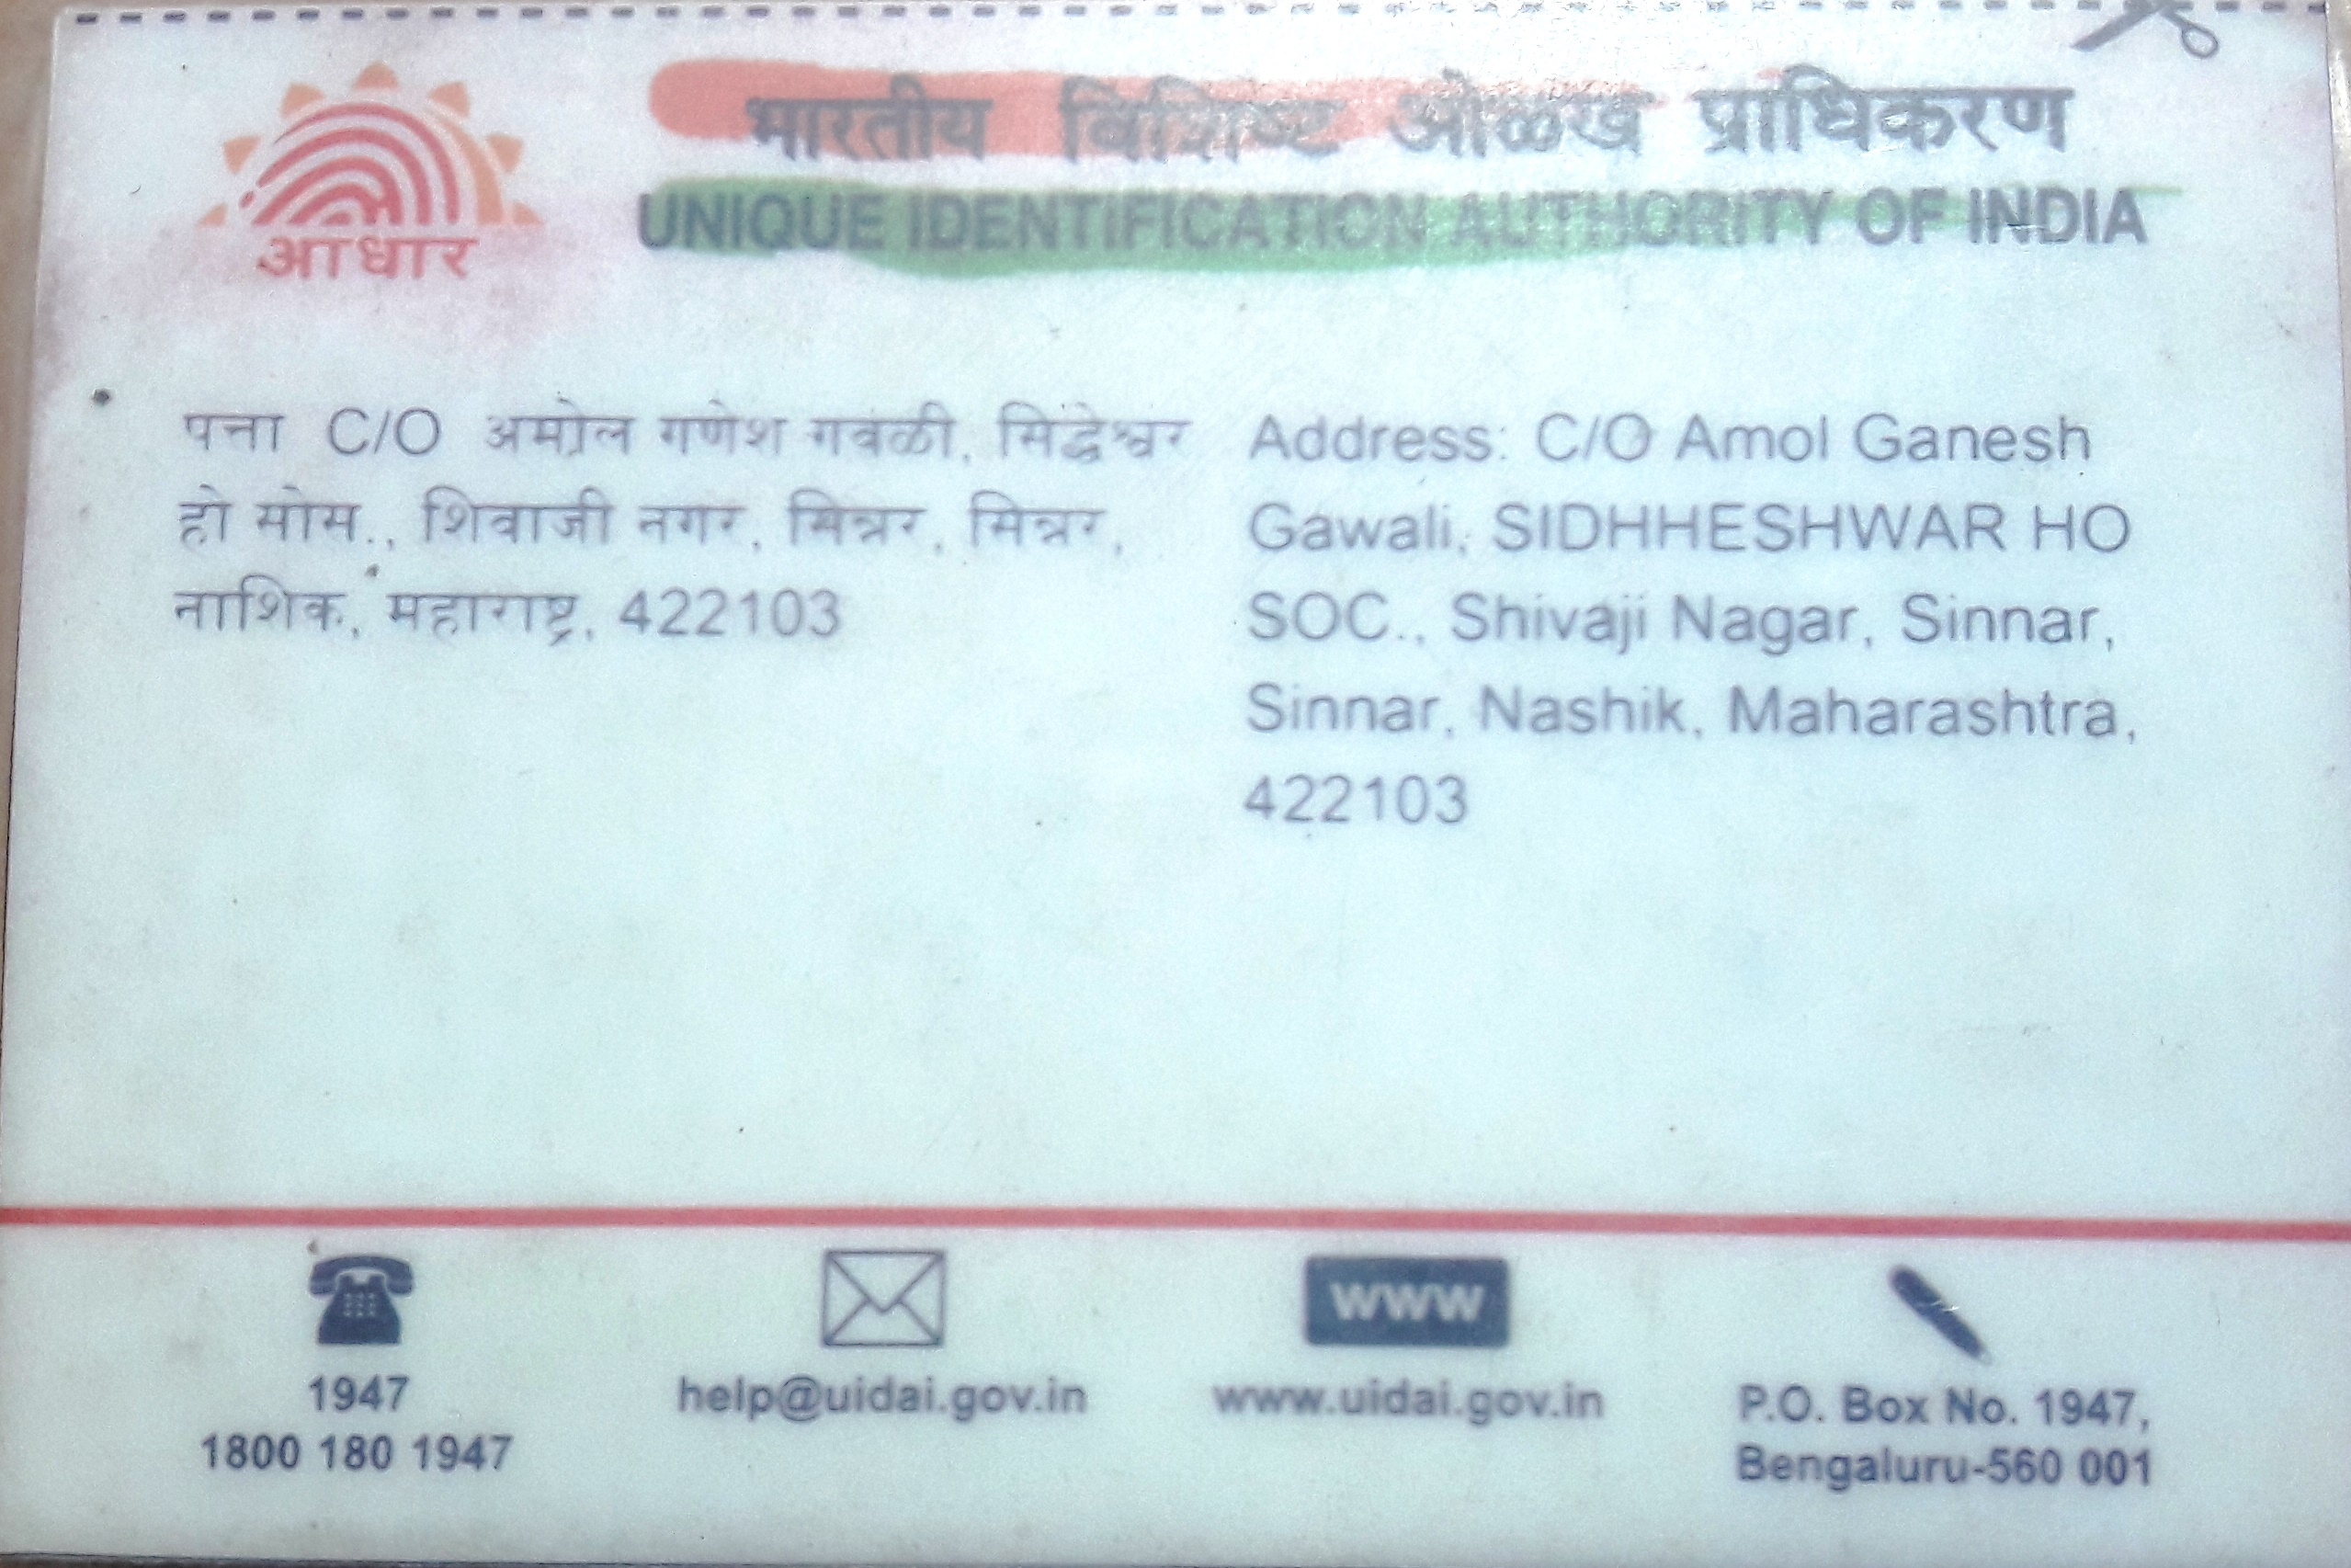 भारतीय विशिष्ट ओळख प्राधिकरण
UNIQUE IDENTIFICATION AUTHORITY OF INDIA
आधार
पत्ता C/O अमोल गणेश गवळी, सिद्धेश्वर
हो सोस., शिवाजी नगर, सिन्नर, सिन्नर,
नाशिक, महाराष्ट्र, 422103
Address: C/O Amol Ganesh
Gawali, SIDHHESHWAR HO
SOC., Shivaji Nagar, Sinnar,
Sinnar, Nashik, Maharashtra,
422103
1947
1800 180 1947
help@uidai.gov.in
WWW
www.uidai.gov.in
P.O. Box No. 1947,
Bengaluru-560 001